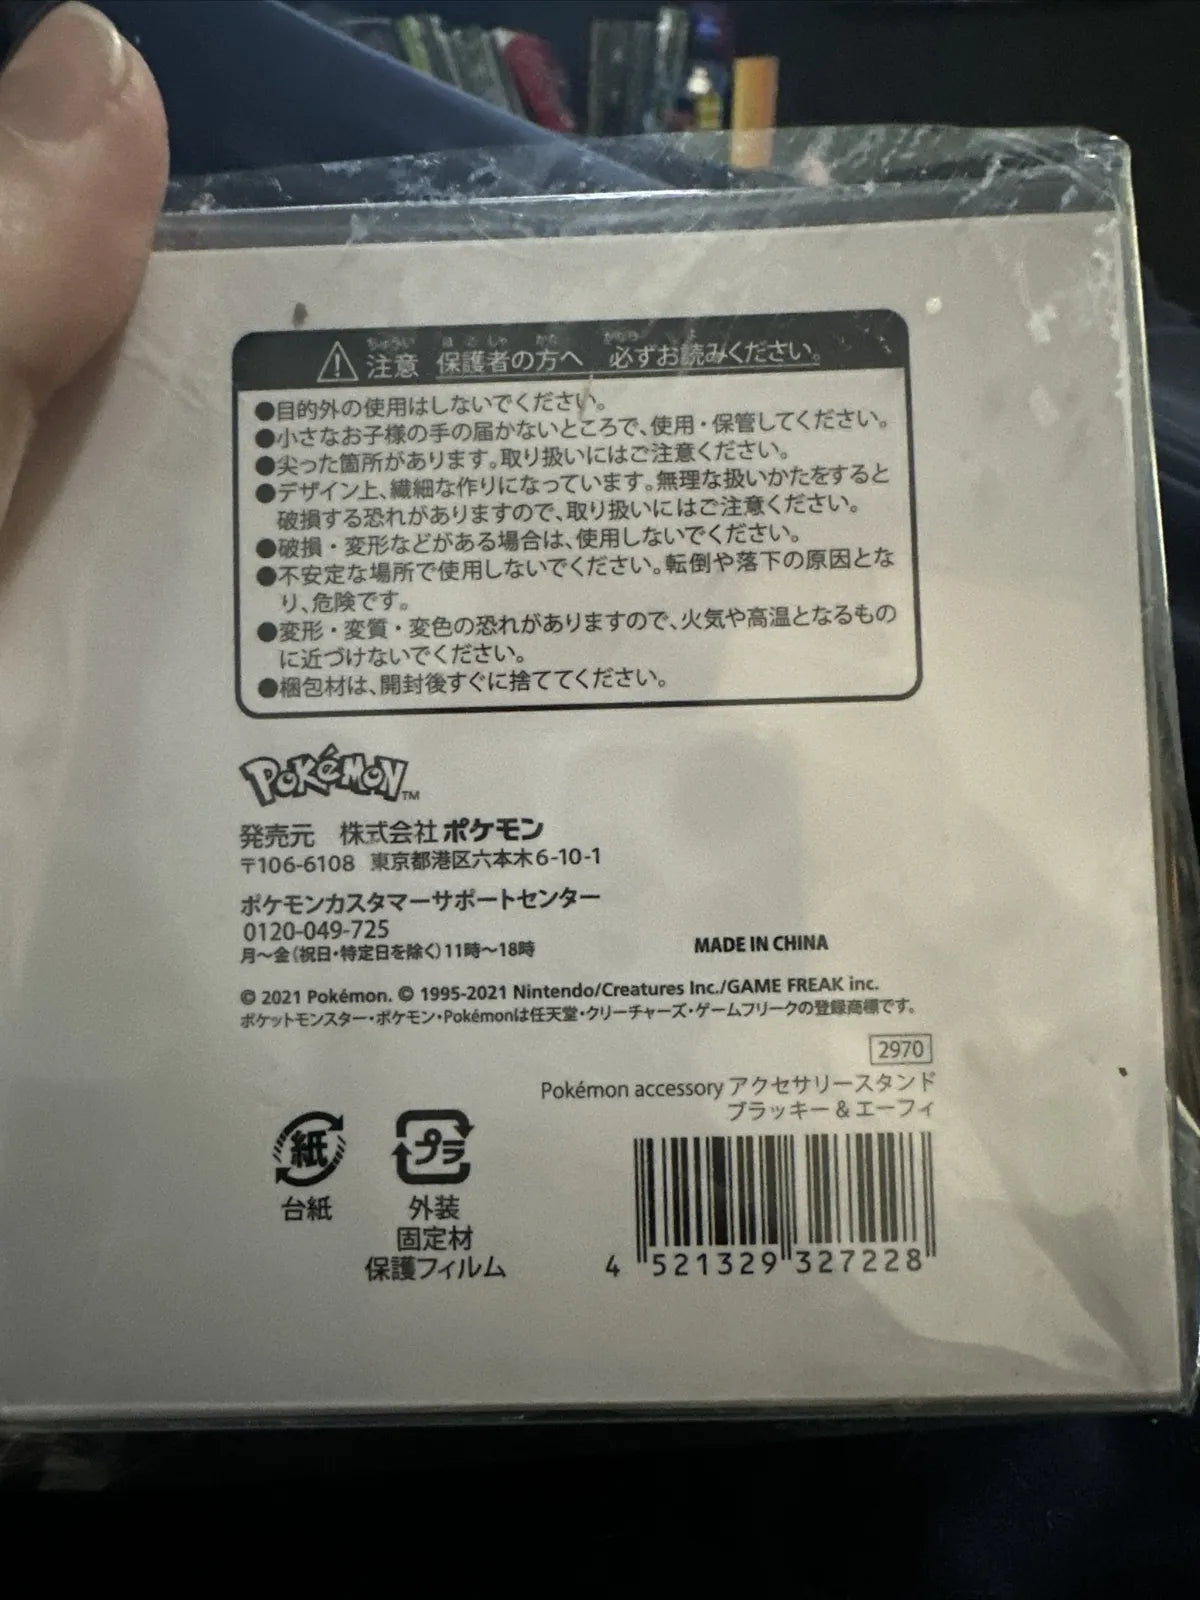 ちゅうい ほごしゃ かた かなら よ
⚠注意 保護者の方へ 必ずお読みください。
●目的外の使用はしないでください。
●小さなお子様の手の届かないところで、使用・保管してください。
●尖った箇所があります。取り扱いにはご注意ください。
●デザイン上、繊細な作りになっています。無理な扱いかたをすると
破損する恐れがありますので、取り扱いにはご注意ください。
●破損・変形などがある場合は、使用しないでください。
●不安定な場所で使用しないでください。転倒や落下の原因とな
り、危険です。
●変形・変質・変色の恐れがありますので、火気や高温となるもの
に近づけないでください。
●梱包材は、開封後すぐに捨ててください。
POKéMON™
発売元 株式会社ポケモン
〒106-6108 東京都港区六本木6-10-1
ポケモンカスタマーサポートセンター
0120-049-725
月〜金(祝日・特定日を除く)11時〜18時
MADE IN CHINA
© 2021 Pokémon. © 1995-2021 Nintendo/Creatures Inc./GAME FREAK inc.
ポケットモンスター・ポケモン・Pokémonは任天堂・クリーチャーズ・ゲームフリークの登録商標です。
2970
Pokémon accessory アクセサリースタンド
ブラッキー & エーフィ
紙
台紙
プラ
外装
固定材
保護フィルム
4 521329 327228